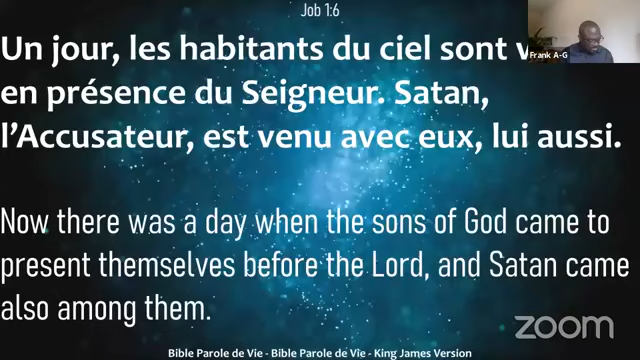 Job 1:6
Un jour, les habitants du ciel sont
en présence du Seigneur. Satan,
l’Accusateur, est venu avec eux, lui aussi.
Frank A-G
Now there was a day when the sons of God came to
present themselves before the Lord, and Satan came
also among them.
zoom
Bible Parole de Vie - Bible Parole de Vie - King James Version